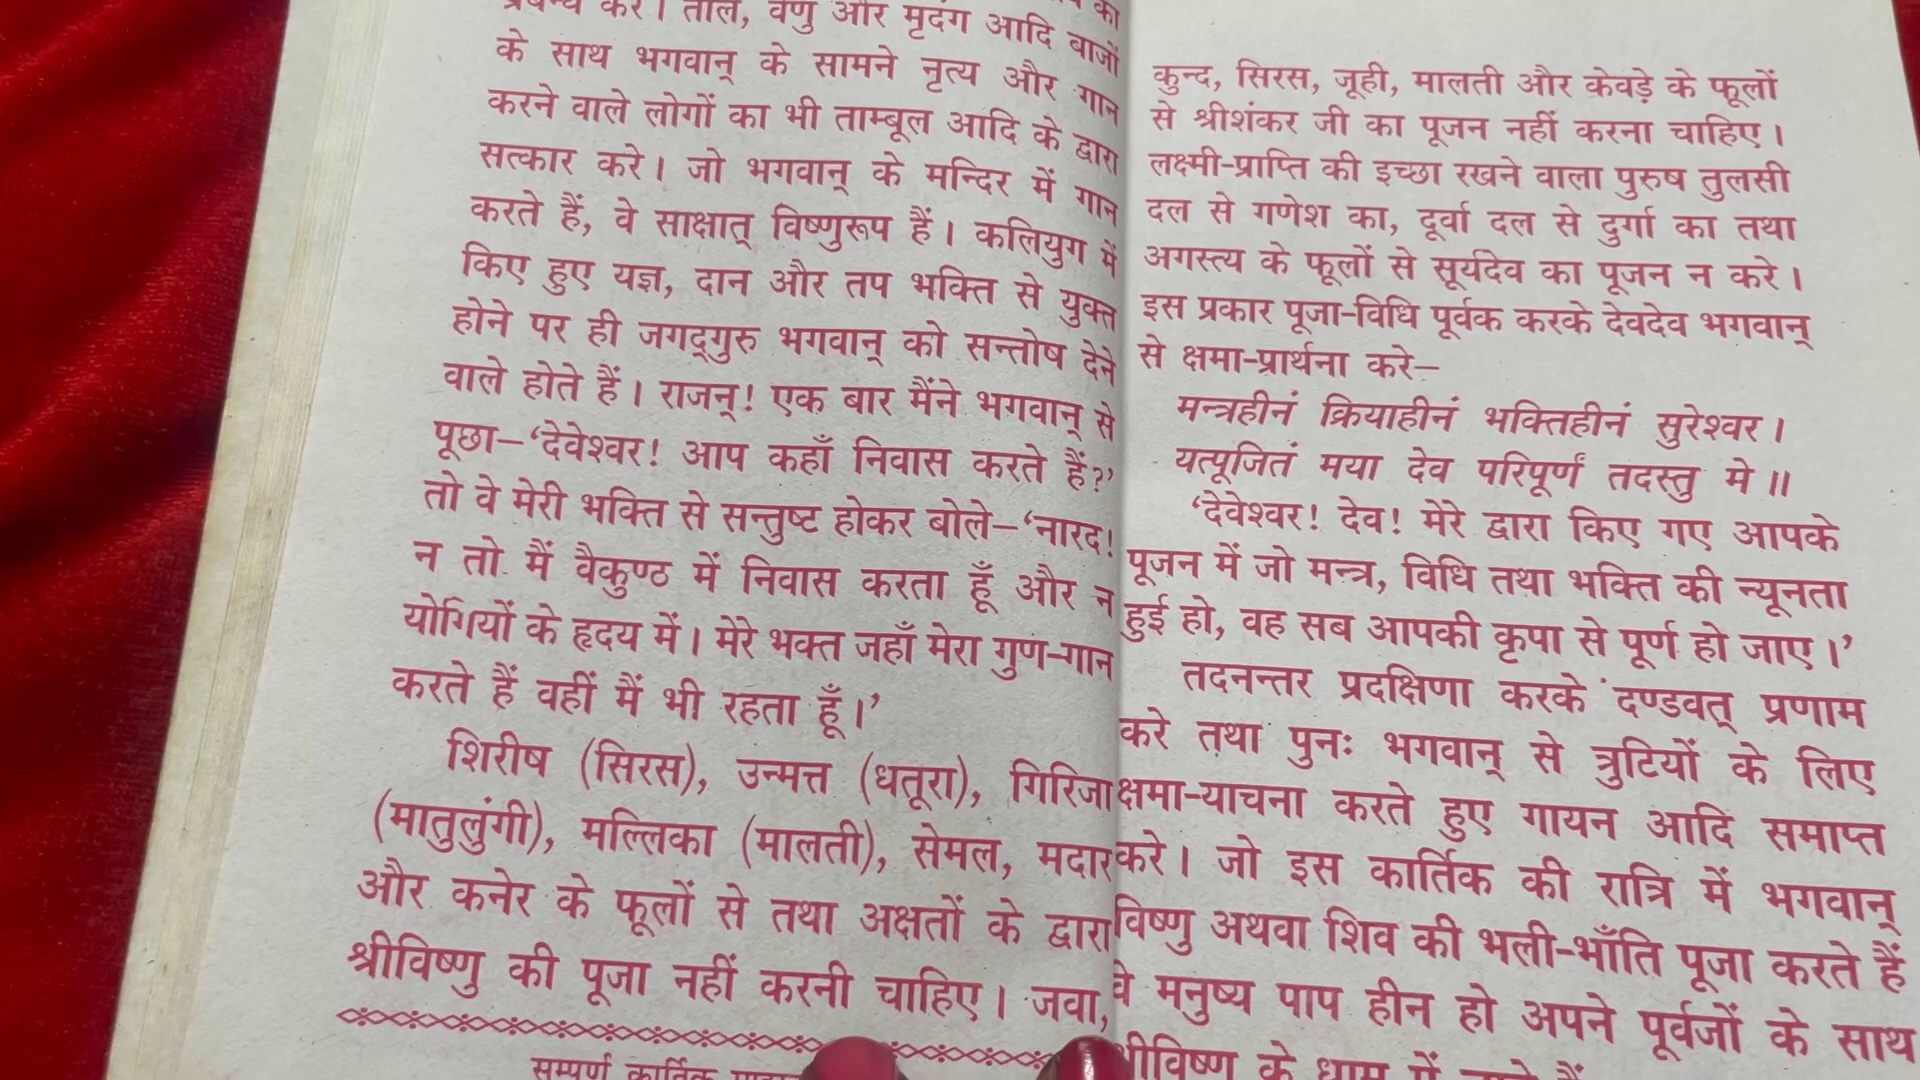 करे। ताल, वेणु और मृदंग आदि बाजों
के साथ भगवान् के सामने नृत्य और गान
करने वाले लोगों का भी ताम्बूल आदि के द्वारा
सत्कार करे। जो भगवान् के मन्दिर में गान
करते हैं, वे साक्षात् विष्णुरूप हैं। कलियुग में
किए हुए यज्ञ, दान और तप भक्ति से युक्त
होने पर ही जगद्‌गुरु भगवान् को सन्तोष देने
वाले होते हैं। राजन्! एक बार मैंने भगवान् से
पूछा–‘देवेश्वर! आप कहाँ निवास करते हैं?’
तो वे मेरी भक्ति से सन्तुष्ट होकर बोले–‘नारद!
न तो मैं वैकुण्ठ में निवास करता हूँ और न
योगियों के हृदय में। मेरे भक्त जहाँ मेरा गुण-गान
करते हैं वहीं मैं भी रहता हूँ।’
शिरीष (सिरस), उन्मत्त (धतूरा), गिरिजा
(मातुलुंगी), मल्लिका (मालती), सेमल, मदार
और कनेर के फूलों से तथा अक्षतों के द्वारा
श्रीविष्णु की पूजा नहीं करनी चाहिए। जवा,
सम्पूर्ण कार्तिक
कुन्द, सिरस, जूही, मालती और केवड़े के फूलों
से श्रीशंकर जी का पूजन नहीं करना चाहिए।
लक्ष्मी-प्राप्ति की इच्छा रखने वाला पुरुष तुलसी
दल से गणेश का, दूर्वा दल से दुर्गा का तथा
अगस्त्य के फूलों से सूर्यदेव का पूजन न करे।
इस प्रकार पूजा-विधि पूर्वक करके देवदेव भगवान्
से क्षमा-प्रार्थना करे–
मन्त्रहीनं क्रियाहीनं भक्तिहीनं सुरेश्वर।
यत्पूजितं मया देव परिपूर्णं तदस्तु मे॥
‘देवेश्वर! देव! मेरे द्वारा किए गए आपके
पूजन में जो मन्त्र, विधि तथा भक्ति की न्यूनता
हुई हो, वह सब आपकी कृपा से पूर्ण हो जाए।’
तदनन्तर प्रदक्षिणा करके दण्डवत् प्रणाम
करे तथा पुनः भगवान् से त्रुटियों के लिए
क्षमा-याचना करते हुए गायन आदि समाप्त
करे। जो इस कार्तिक की रात्रि में भगवान्
विष्णु अथवा शिव की भली-भाँति पूजा करते हैं
वे मनुष्य पाप हीन हो अपने पूर्वजों के साथ
श्रीविष्णु के धाम में